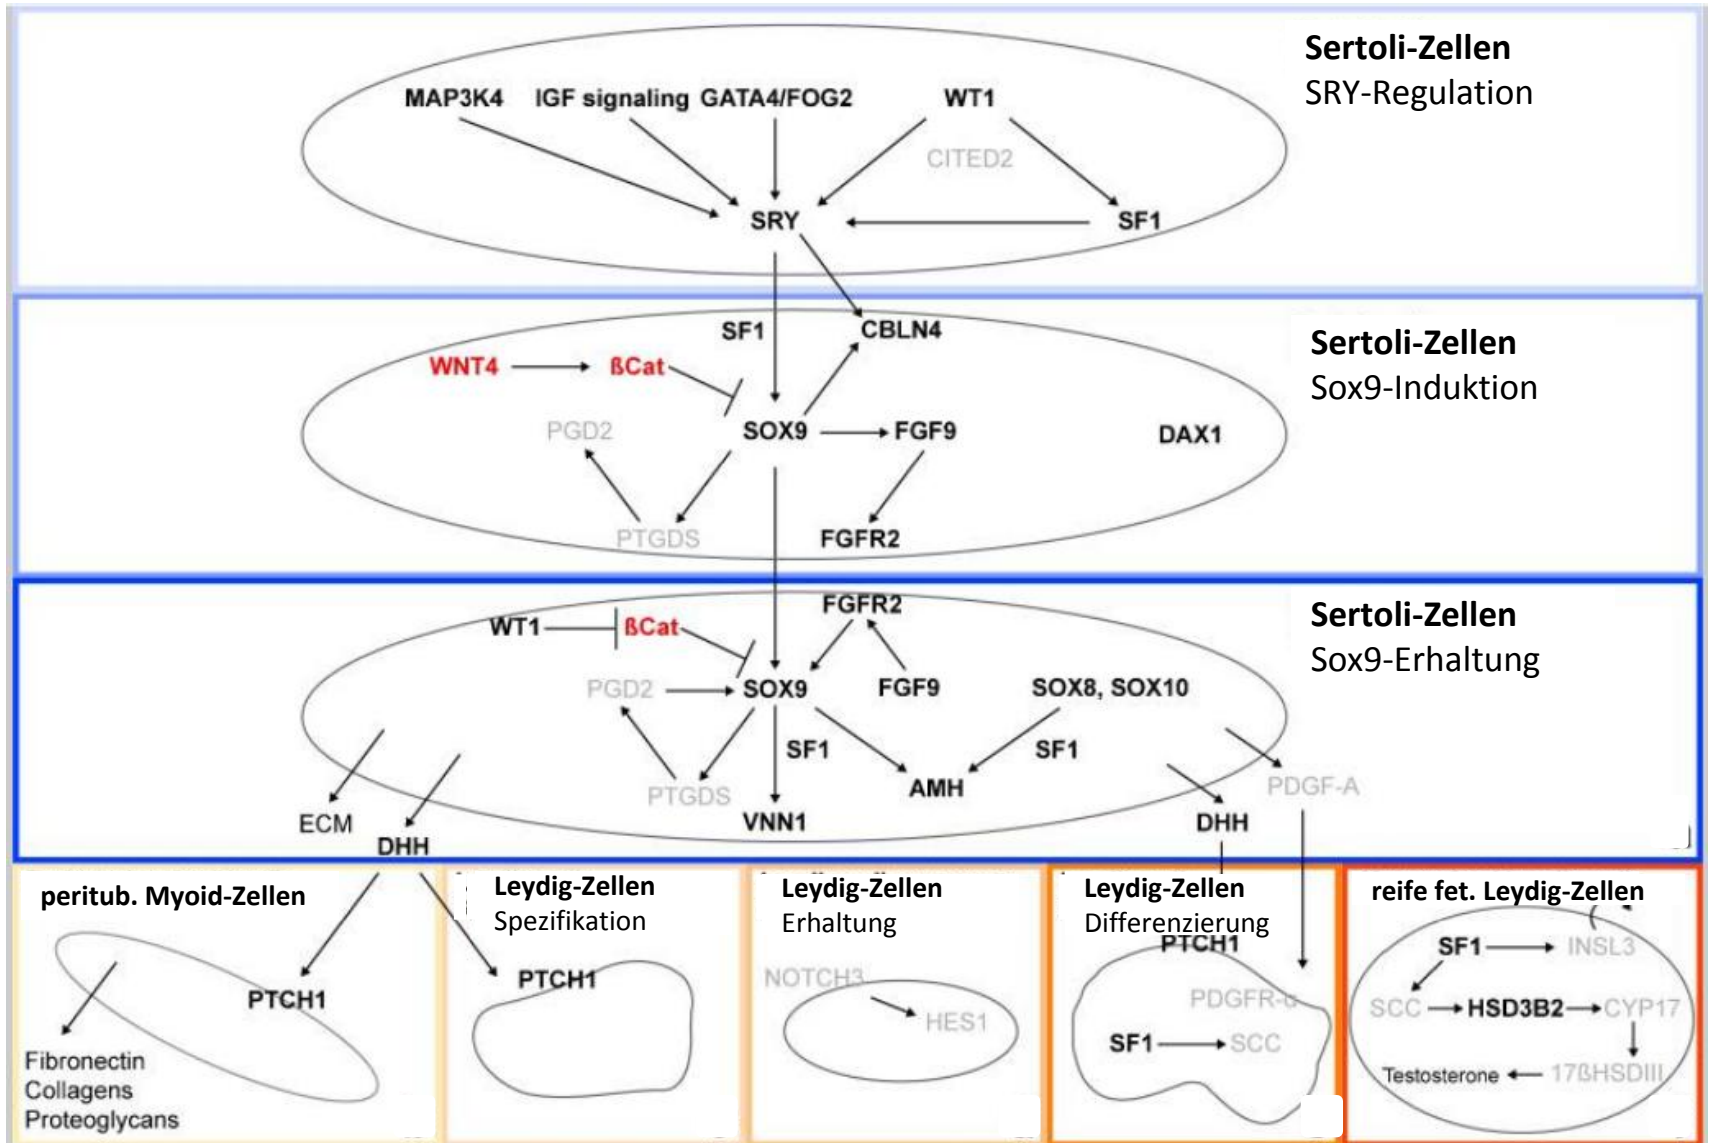 Sertoli-Zellen
SRY-Regulation
MAP3K4 IGF signaling GATA4/FOG2 WT1
CITED2
SRY SF1
Sertoli-Zellen
Sox9-Induktion
SF1 CBLN4
WNT4 ßCat
PGD2 SOX9 FGF9 DAX1
PTGDS FGFR2
Sertoli-Zellen
Sox9-Erhaltung
FGFR2
WT1 ßCat
PGD2 SOX9 FGF9 SOX8, SOX10
SF1 SF1
PTGDS AMH PDGF-A
ECM VNN1 DHH
DHH
peritub. Myoid-Zellen
PTCH1
Fibronectin
Collagens
Proteoglycans
Leydig-Zellen
Spezifikation
PTCH1
Leydig-Zellen
Erhaltung
NOTCH3
HES1
Leydig-Zellen
Differenzierung
PTCH1
PDGFR-α
SF1 SCC
reife fet. Leydig-Zellen
SF1 INSL3
SCC HSD3B2 CYP17
Testosterone 17ßHSDIII